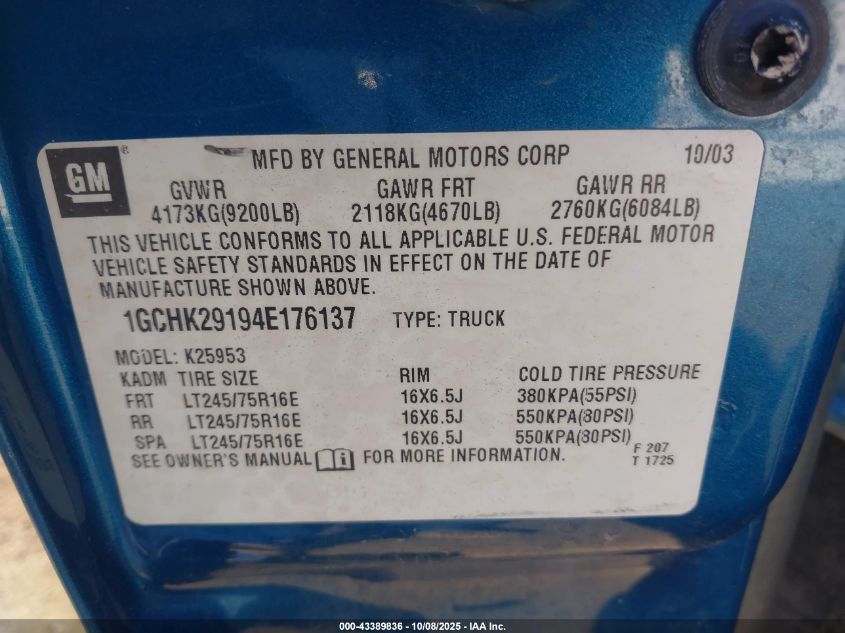 GM
®
MFD BY GENERAL MOTORS CORP 10/03
GVWR GAWR FRT GAWR RR
4173KG(9200LB) 2118KG(4670LB) 2760KG(6084LB)
THIS VEHICLE CONFORMS TO ALL APPLICABLE U.S. FEDERAL MOTOR
VEHICLE SAFETY STANDARDS IN EFFECT ON THE DATE OF
MANUFACTURE SHOWN ABOVE.
1GCHK29194E176137 TYPE: TRUCK
MODEL: K25953
KADM TIRE SIZE RIM COLD TIRE PRESSURE
FRT LT245/75R16E 16X6.5J 380KPA(55PSI)
RR LT245/75R16E 16X6.5J 550KPA(80PSI)
SPA LT245/75R16E 16X6.5J 550KPA(80PSI)
SEE OWNER'S MANUAL i FOR MORE INFORMATION.
F 207
T 1725
000-43389836 - 10/08/2025 - IAA Inc.